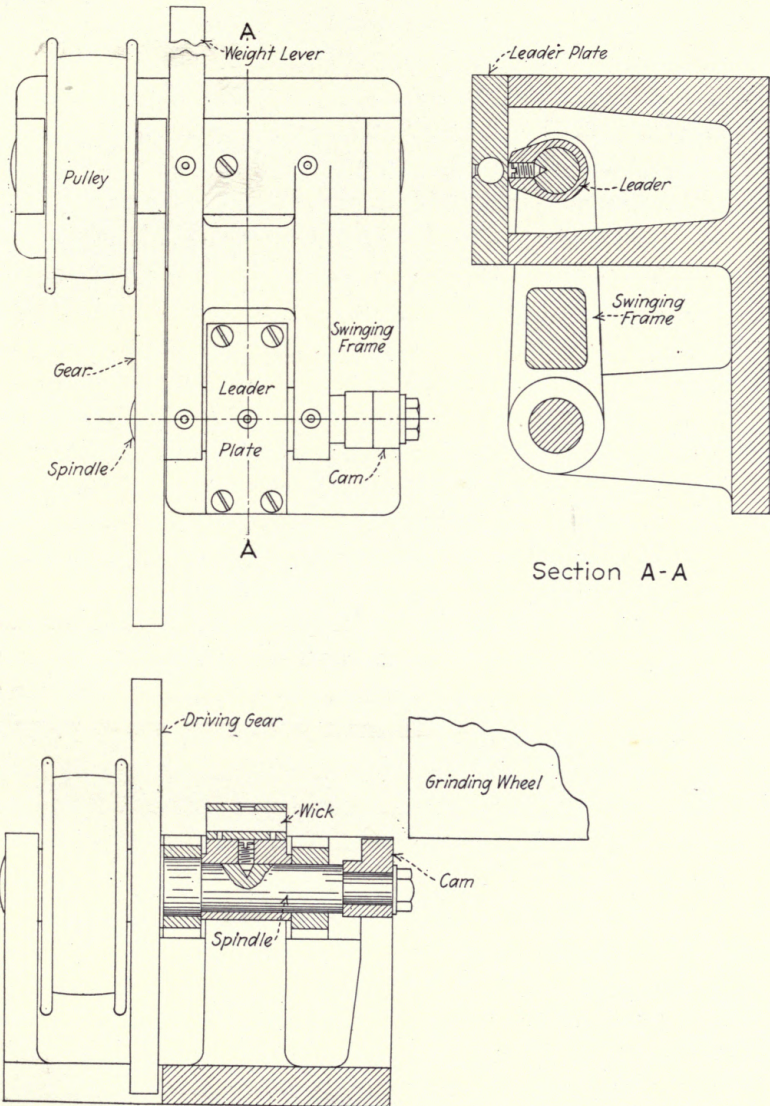 A
Weight Lever
Leader Plate
Pulley
Leader
Swinging
Frame
Swinging
Frame
Gear
Leader
Plate
Spindle
Cam
A
Section A-A
Driving Gear
Grinding Wheel
Wick
Cam
Spindle